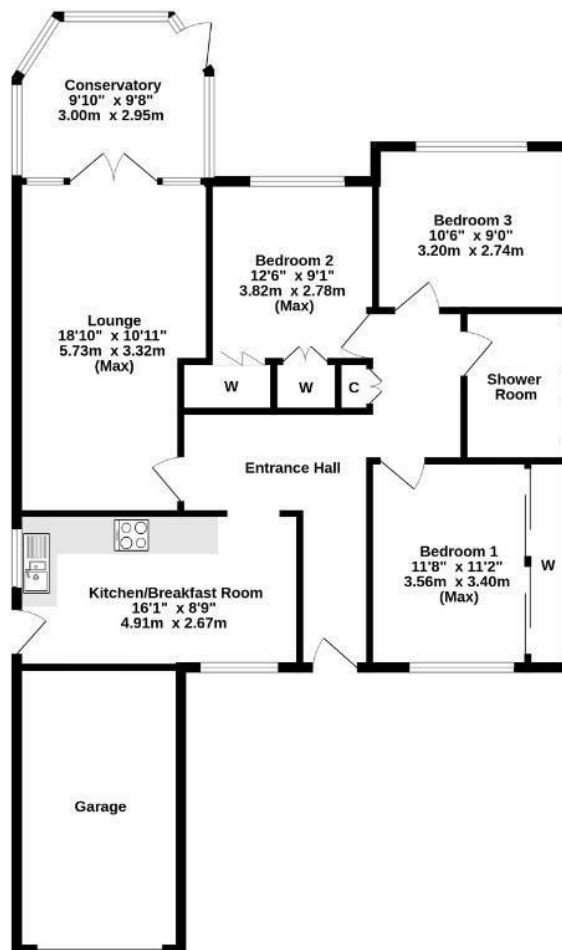 Conservatory
9'10" x 9'8"
3.00m x 2.95m
Bedroom 3
10'6" x 9'0"
3.20m x 2.74m
Bedroom 2
12'6" x 9'1"
3.82m x 2.78m
(Max)
Lounge
18'10" x 10'11"
5.73m x 3.32m
(Max)
W
W
C
Shower
Room
Entrance Hall
Bedroom 1
11'8" x 11'2"
3.56m x 3.40m
(Max)
W
Kitchen/Breakfast Room
16'1" x 8'9"
4.91m x 2.67m
Garage